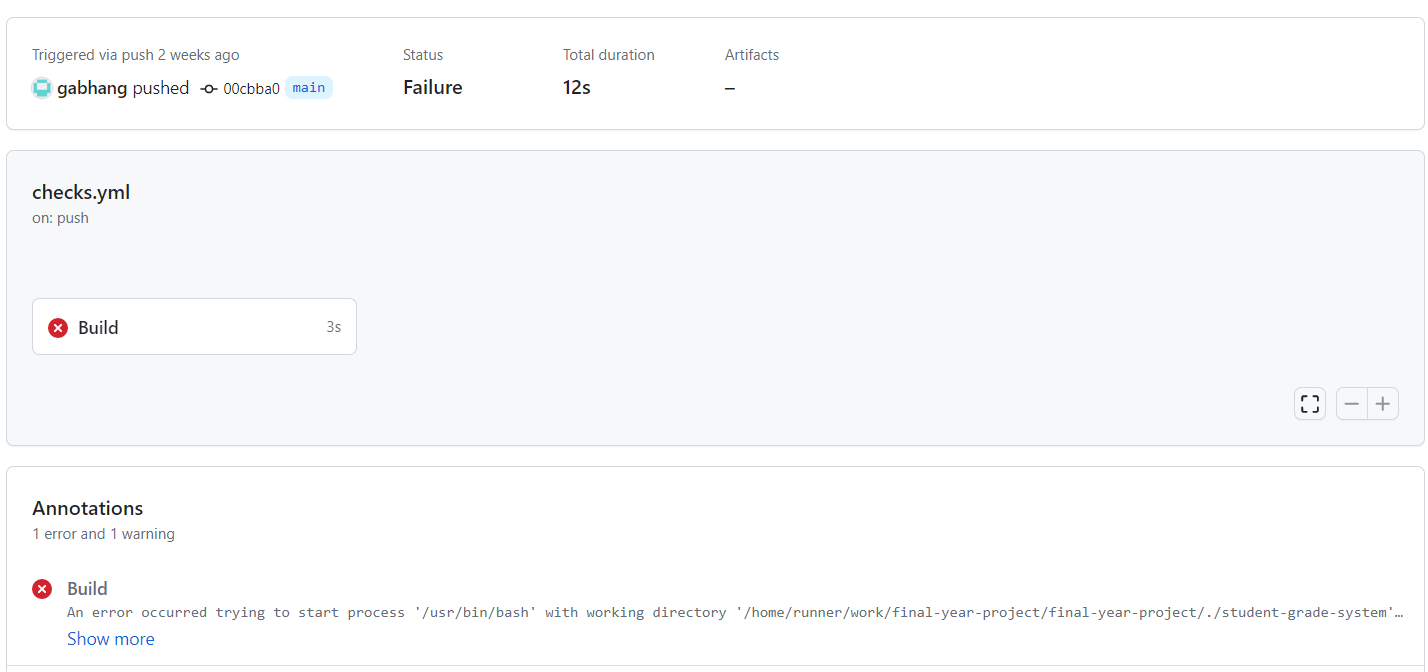 Triggered via push 2 weeks ago
Status
Total duration
Artifacts
gabhang pushed 00cbba0 main
Failure
12s
–
checks.yml
on: push
Build 3s
Annotations
1 error and 1 warning
Build
An error occurred trying to start process '/usr/bin/bash' with working directory '/home/runner/work/final-year-project/final-year-project/./student-grade-system'…
Show more